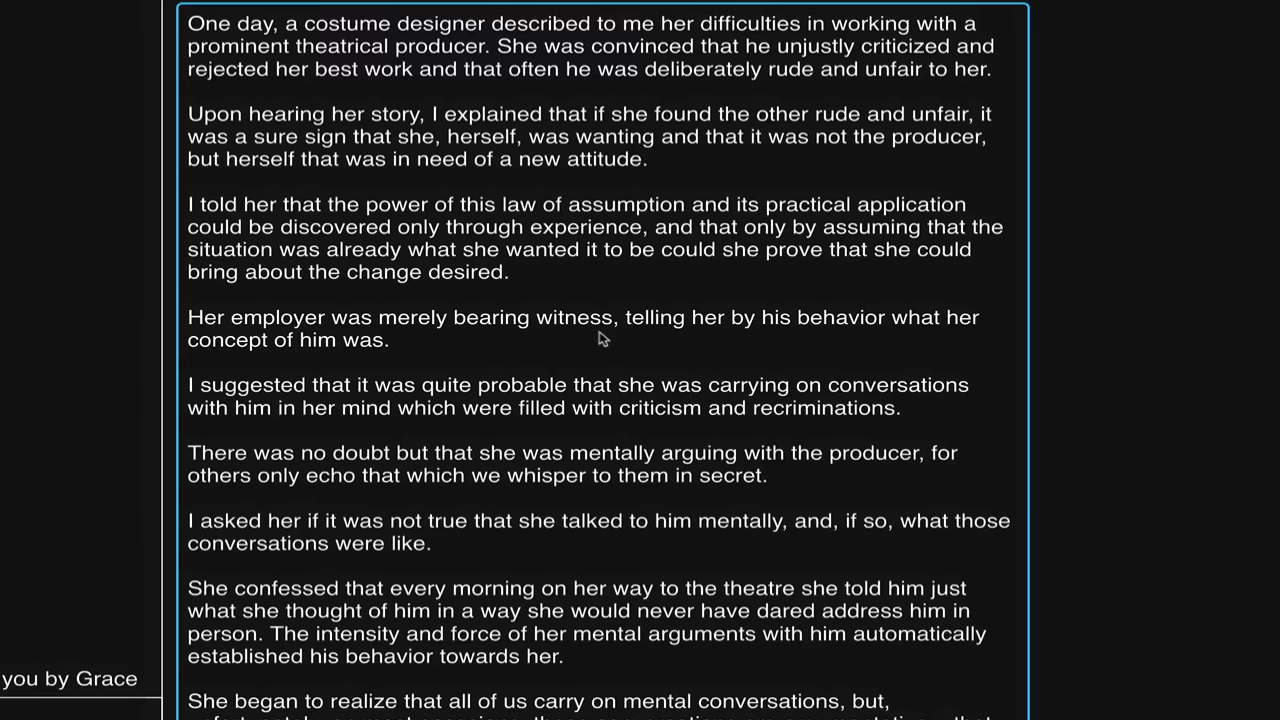 One day, a costume designer described to me her difficulties in working with a
prominent theatrical producer. She was convinced that he unjustly criticized and
rejected her best work and that often he was deliberately rude and unfair to her.
Upon hearing her story, I explained that if she found the other rude and unfair, it
was a sure sign that she, herself, was wanting and that it was not the producer,
but herself that was in need of a new attitude.
I told her that the power of this law of assumption and its practical application
could be discovered only through experience, and that only by assuming that the
situation was already what she wanted it to be could she prove that she could
bring about the change desired.
Her employer was merely bearing witness, telling her by his behavior what her
concept of him was.
I suggested that it was quite probable that she was carrying on conversations
with him in her mind which were filled with criticism and recriminations.
There was no doubt but that she was mentally arguing with the producer, for
others only echo that which we whisper to them in secret.
I asked her if it was not true that she talked to him mentally, and, if so, what those
conversations were like.
She confessed that every morning on her way to the theatre she told him just
what she thought of him in a way she would never have dared address him in
person. The intensity and force of her mental arguments with him automatically
established his behavior towards her.
you by Grace
She began to realize that all of us carry on mental conversations, but,